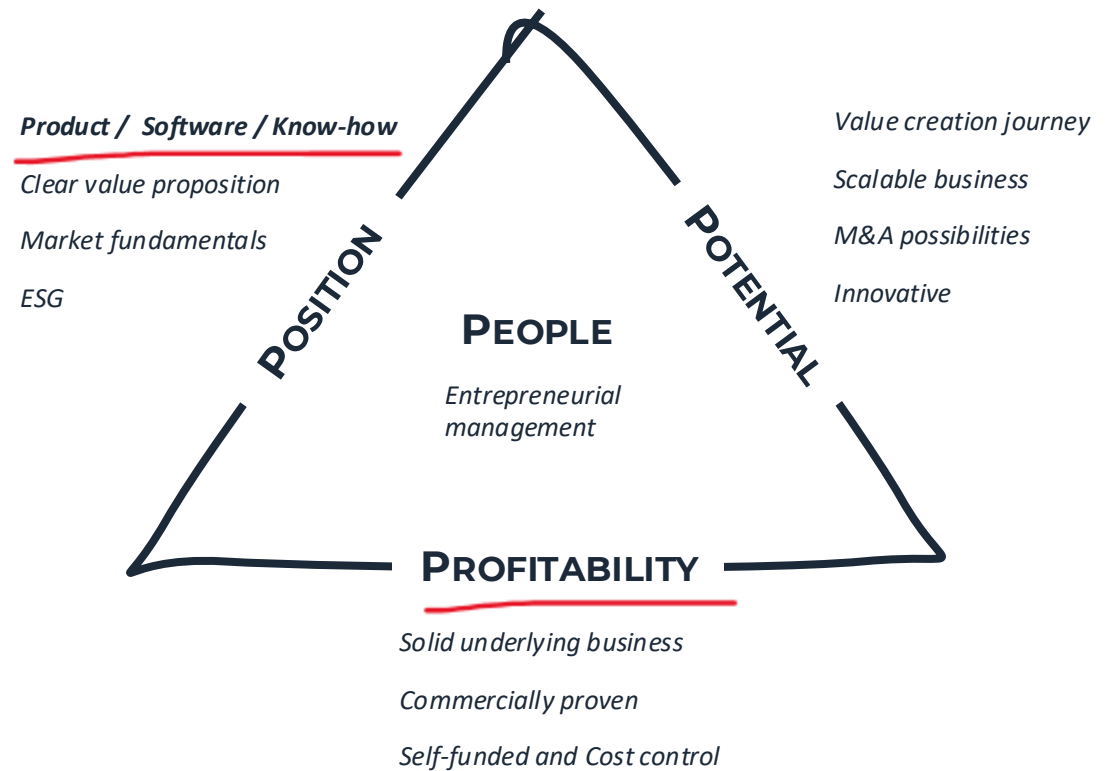 Product / Software / Know-how
Clear value proposition
Market fundamentals
ESG
POSITION
PEOPLE
Entrepreneurial
management
POTENTIAL
Value creation journey
Scalable business
M&A possibilities
Innovative
PROFITABILITY
Solid underlying business
Commercially proven
Self-funded and Cost control